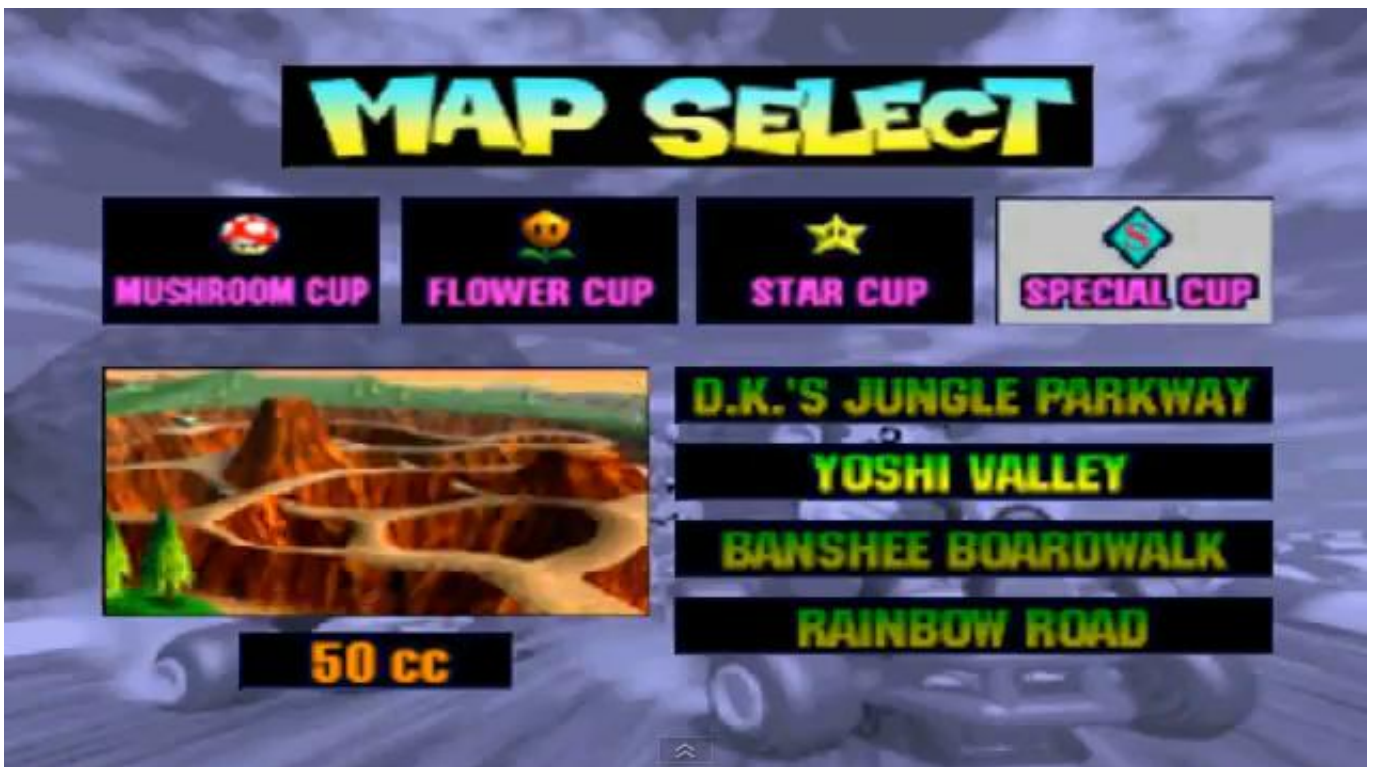 MAP SELECT
MUSHROOM CUP
FLOWER CUP
STAR CUP
S
SPECIAL CUP
D.K.'S JUNGLE PARKWAY
YOSHI VALLEY
BANSHEE BOARDWALK
RAINBOW ROAD
50 cc